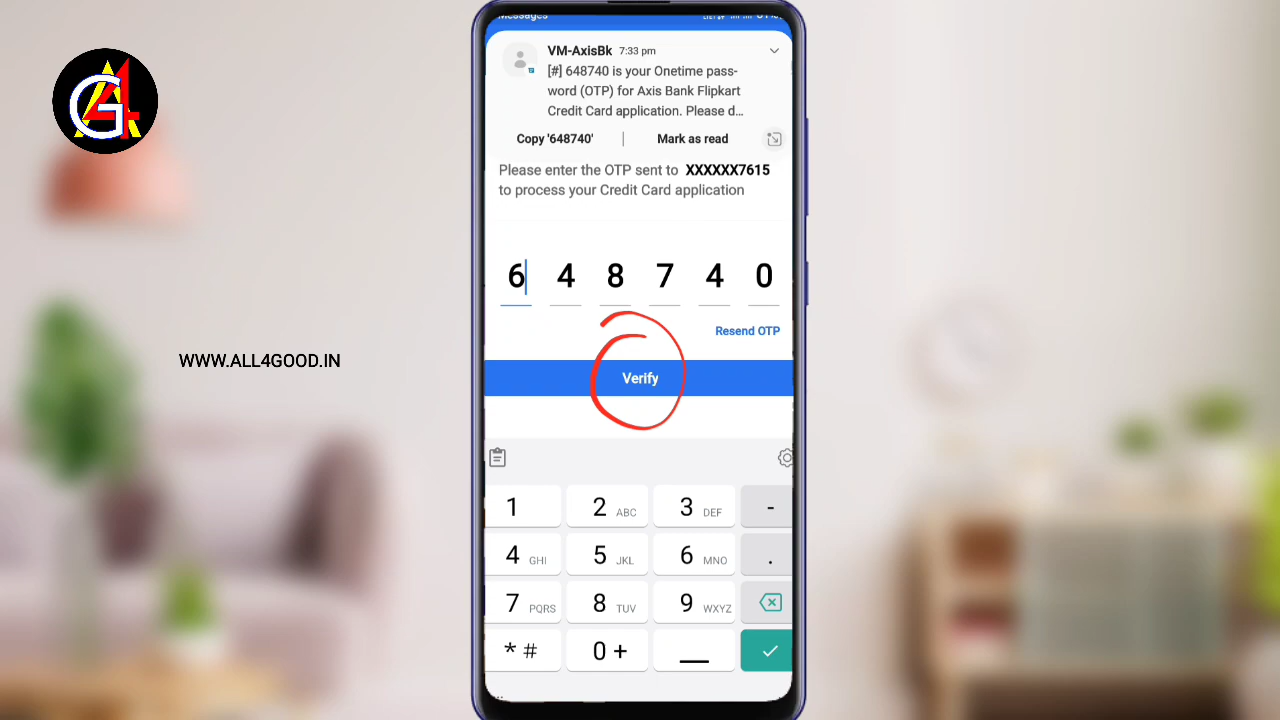 Messages
VM-AxisBk 7:33 pm
[#] 648740 is your Onetime pass-
word (OTP) for Axis Bank Flipkart
Credit Card application. Please d...
Copy '648740' | Mark as read
Please enter the OTP sent to XXXXXX7615
to process your Credit Card application
6 4 8 7 4 0
Resend OTP
Verify
1 2 ABC 3 DEF -
4 GHI 5 JKL 6 MNO .
7 PQRS 8 TUV 9 WXYZ
* # 0 +
A G 4
WWW.ALL4GOOD.IN